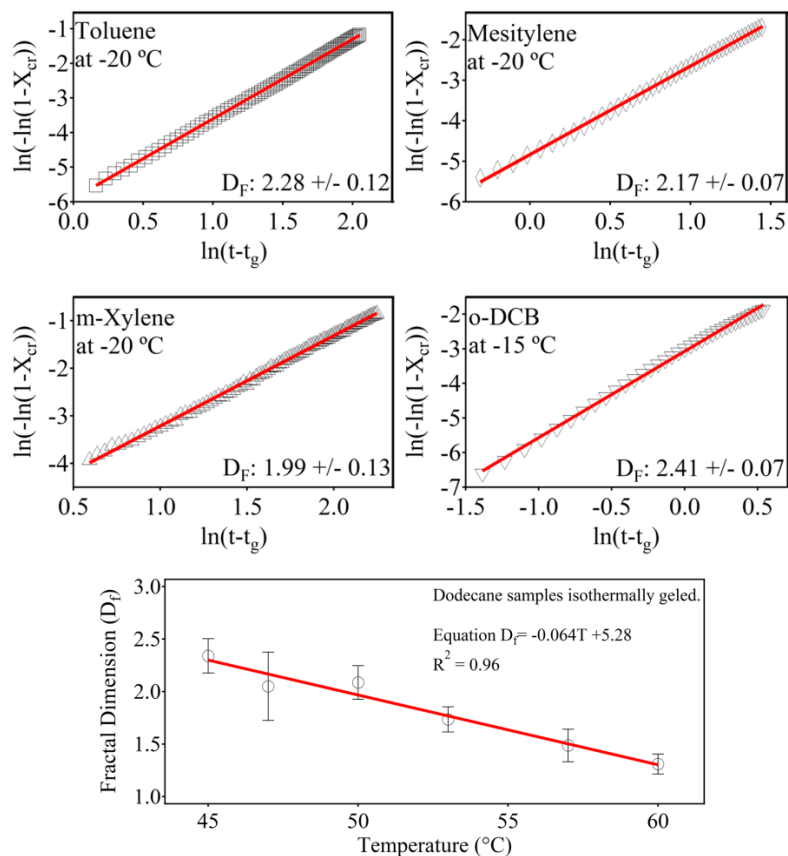 Toluene
at -20 ºC
ln(-ln(1-X_cr))
-1
-2
-3
-4
-5
-6
D_F: 2.28 +/- 0.12
0.0 0.5 1.0 1.5 2.0
ln(t-t_g)
Mesitylene
at -20 ºC
ln(-ln(1-X_cr))
-2
-3
-4
-5
-6
D_F: 2.17 +/- 0.07
0.0 0.5 1.0 1.5
ln(t-t_g)
m-Xylene
at -20 ºC
ln(-ln(1-X_cr))
-1
-2
-3
-4
D_F: 1.99 +/- 0.13
0.5 1.0 1.5 2.0
ln(t-t_g)
o-DCB
at -15 ºC
ln(-ln(1-X_cr))
-2
-3
-4
-5
-6
-7
D_F: 2.41 +/- 0.07
-1.5 -1.0 -0.5 0.0 0.5
ln(t-t_g)
Fractal Dimension (D_f)
3.0
2.5
2.0
1.5
1.0
Dodecane samples isothermally geled.
Equation D_f= -0.064T +5.28
R² = 0.96
45 50 55 60
Temperature (°C)